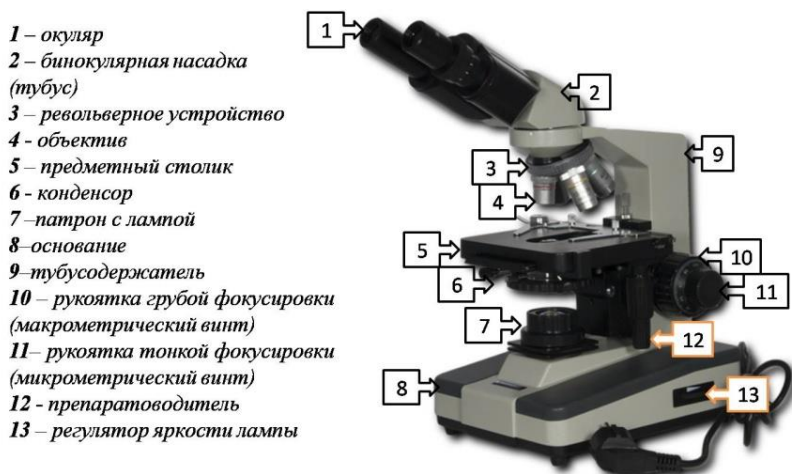 1 – окуляр
2 – бинокулярная насадка
(тубус)
3 – револьверное устройство
4 - объектив
5 – предметный столик
6 - конденсор
7 –патрон с лампой
8 –основание
9 –тубусодержатель
10 – рукоятка грубой фокусировки
(макрометрический винт)
11– рукоятка тонкой фокусировки
(микрометрический винт)
12 - препаратоводитель
13 – регулятор яркости лампы
1
2
3
4
5
6
7
8
9
10
11
12
13